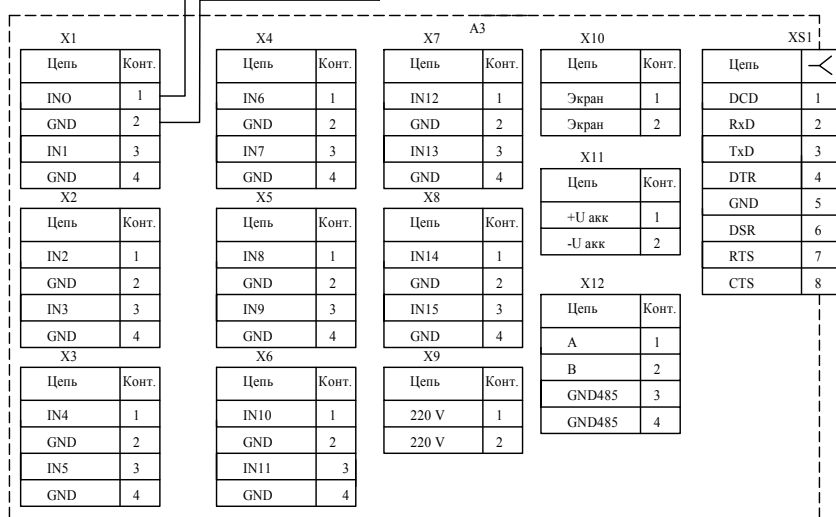 A3
X1
Цепь Конт.
INO 1
GND 2
IN1 3
GND 4
X2
Цепь Конт.
IN2 1
GND 2
IN3 3
GND 4
X3
Цепь Конт.
IN4 1
GND 2
IN5 3
GND 4
X4
Цепь Конт.
IN6 1
GND 2
IN7 3
GND 4
X5
Цепь Конт.
IN8 1
GND 2
IN9 3
GND 4
X6
Цепь Конт.
IN10 1
GND 2
IN11 3
GND 4
X7
Цепь Конт.
IN12 1
GND 2
IN13 3
GND 4
X8
Цепь Конт.
IN14 1
GND 2
IN15 3
GND 4
X9
Цепь Конт.
220 V 1
220 V 2
X10
Цепь Конт.
Экран 1
Экран 2
X11
Цепь Конт.
+U акк 1
-U акк 2
X12
Цепь Конт.
A 1
B 2
GND485 3
GND485 4
XS1
Цепь
DCD 1
RxD 2
TxD 3
DTR 4
GND 5
DSR 6
RTS 7
CTS 8